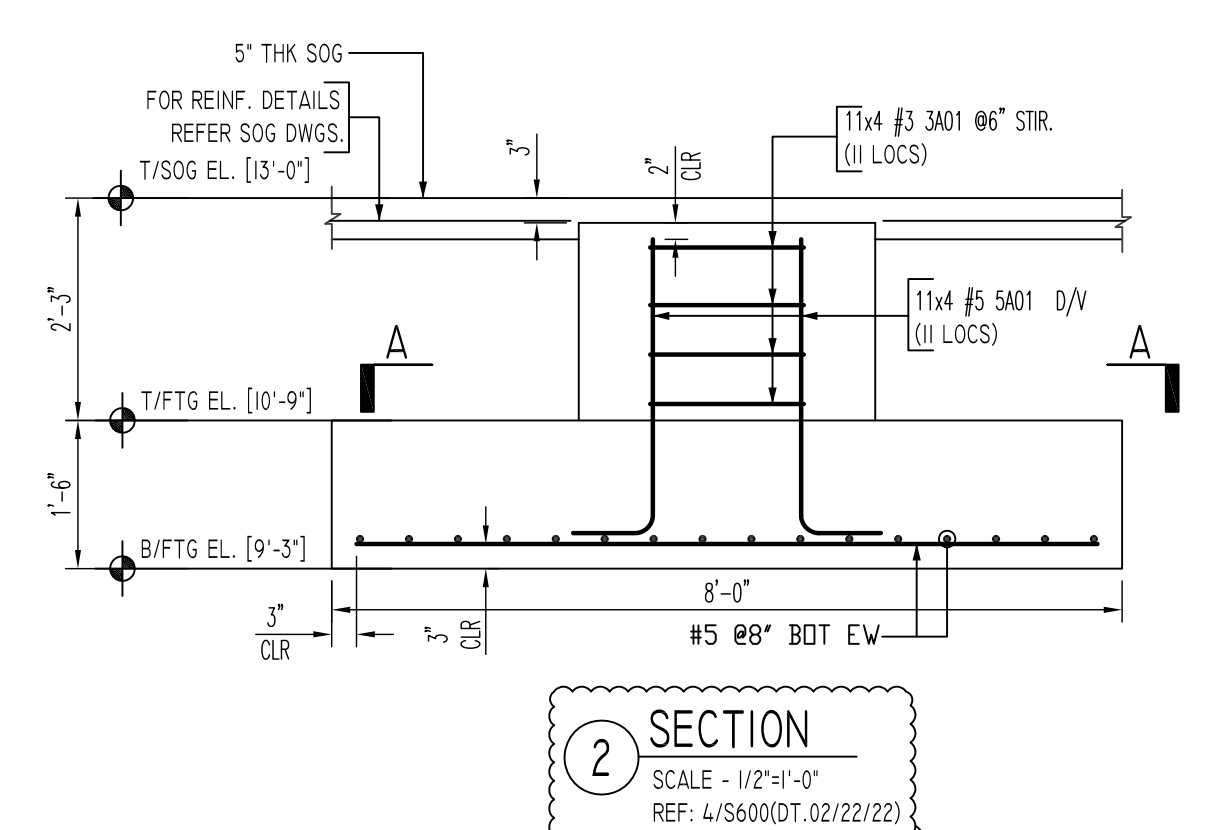 5" THK SOG
FOR REINF. DETAILS
REFER SOG DWGS.
T/SOG EL. [13'-0"]
3"
2"
CLR
11x4 #3 3A01 @6" STIR.
(11 LOCS)
2'-3"
11x4 #5 5A01 D/V
(11 LOCS)
A
A
T/FTG EL. [10'-9"]
1'-6"
B/FTG EL. [9'-3"]
8'-0"
3"
CLR
3"
CLR
#5 @8" BOT EW
2
SECTION
SCALE - 1/2"=1'-0"
REF: 4/S600(DT.02/22/22)